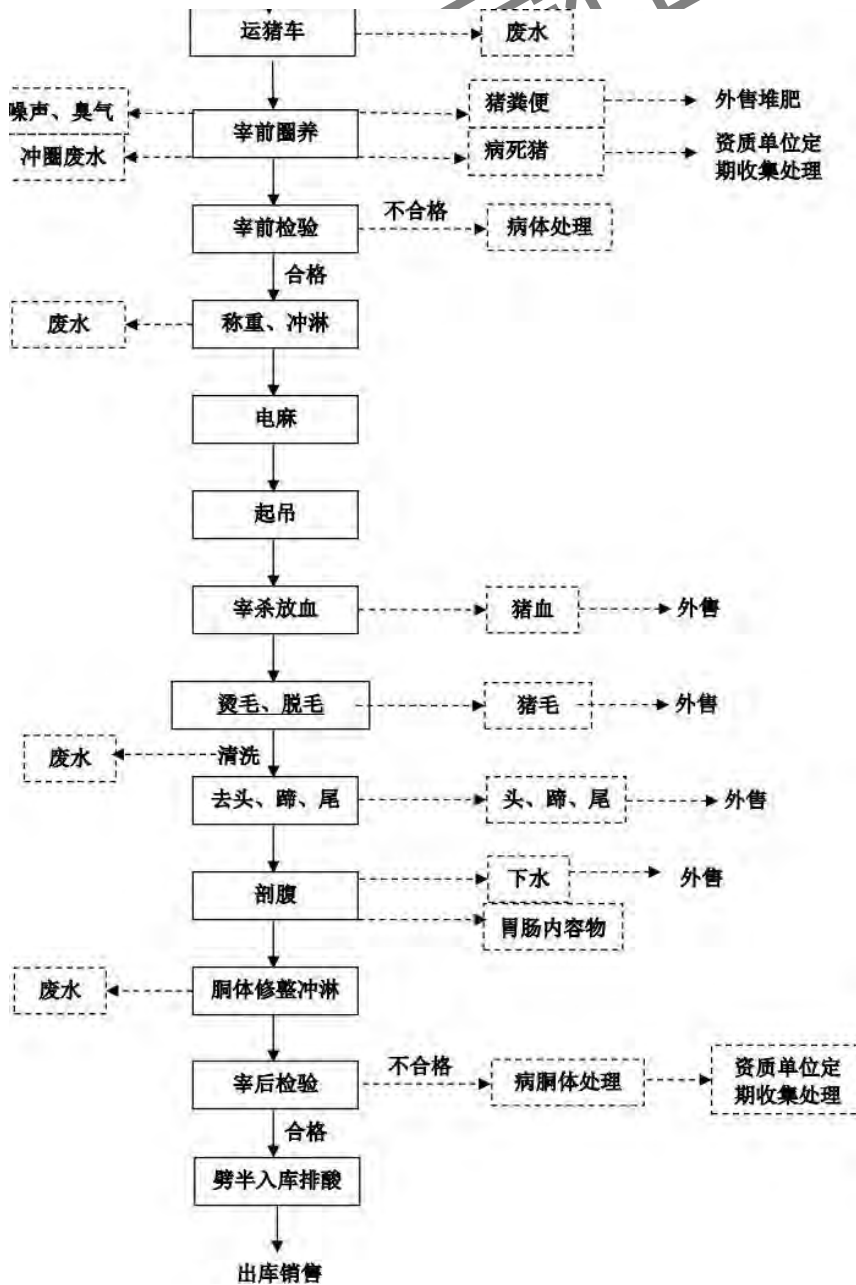 运猪车
废水
噪声、臭气
猪粪便
外售堆肥
宰前圈养
冲圈废水
病死猪
资质单位定
期收集处理
宰前检验
不合格
病体处理
合格
废水
称重、冲淋
电麻
起吊
宰杀放血
猪血
外售
烫毛、脱毛
猪毛
外售
废水
清洗
去头、蹄、尾
头、蹄、尾
外售
剖腹
下水
外售
胃肠内容物
废水
胴体修整冲淋
宰后检验
不合格
病胴体处理
资质单位定
期收集处理
合格
劈半入库排酸
出库销售